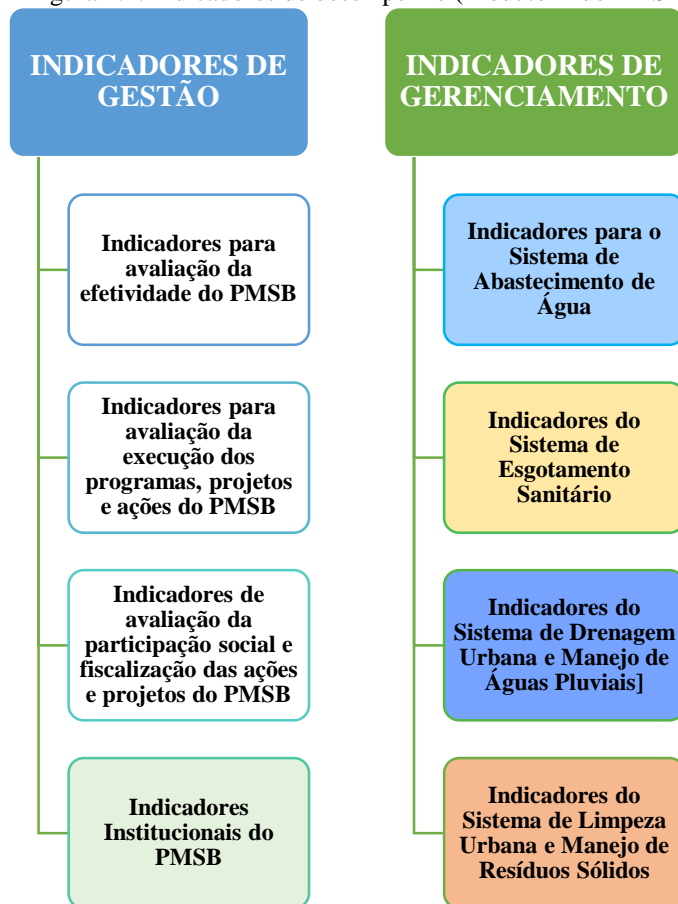 INDICADORES DE
GESTÃO
Indicadores para
avaliação da
efetividade do PMSB
Indicadores para
avaliação da
execução dos
programas, projetos
e ações do PMSB
Indicadores de
avaliação da
participação social e
fiscalização das ações
e projetos do PMSB
Indicadores
Institucionais do
PMSB
INDICADORES DE
GERENCIAMENTO
Indicadores para o
Sistema de
Abastecimento de
Água
Indicadores do
Sistema de
Esgotamento
Sanitário
Indicadores do
Sistema de Drenagem
Urbana e Manejo de
Águas Pluviais]
Indicadores do
Sistema de Limpeza
Urbana e Manejo de
Resíduos Sólidos